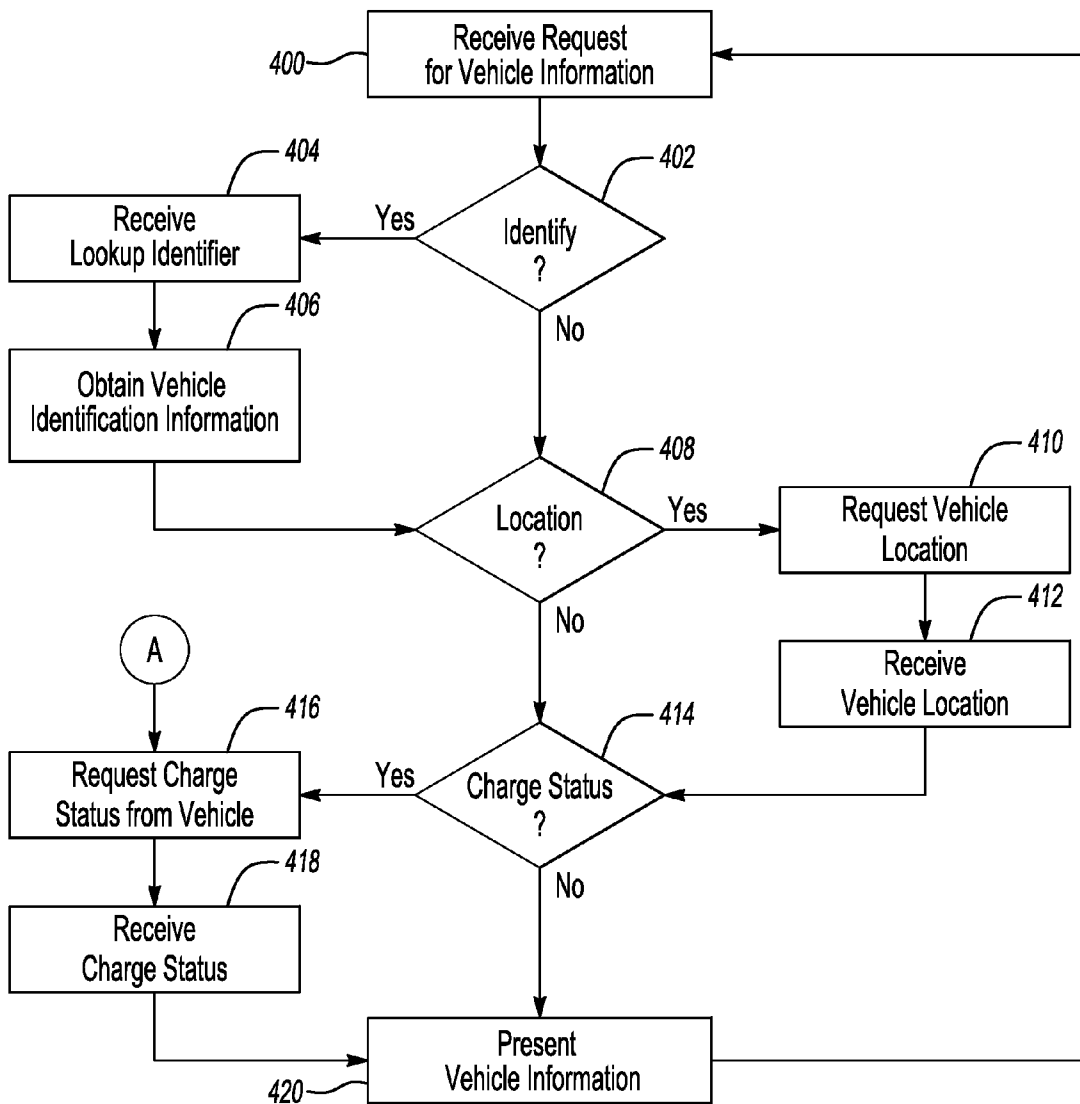 Receive Request
for Vehicle Information
400
402
Identify
?
Yes
No
404
Receive
Lookup Identifier
406
Obtain Vehicle
Identification Information
408
Location
?
Yes
No
410
Request Vehicle
Location
412
Receive
Vehicle Location
A
414
Charge Status
?
Yes
No
416
Request Charge
Status from Vehicle
418
Receive
Charge Status
Present
Vehicle Information
420